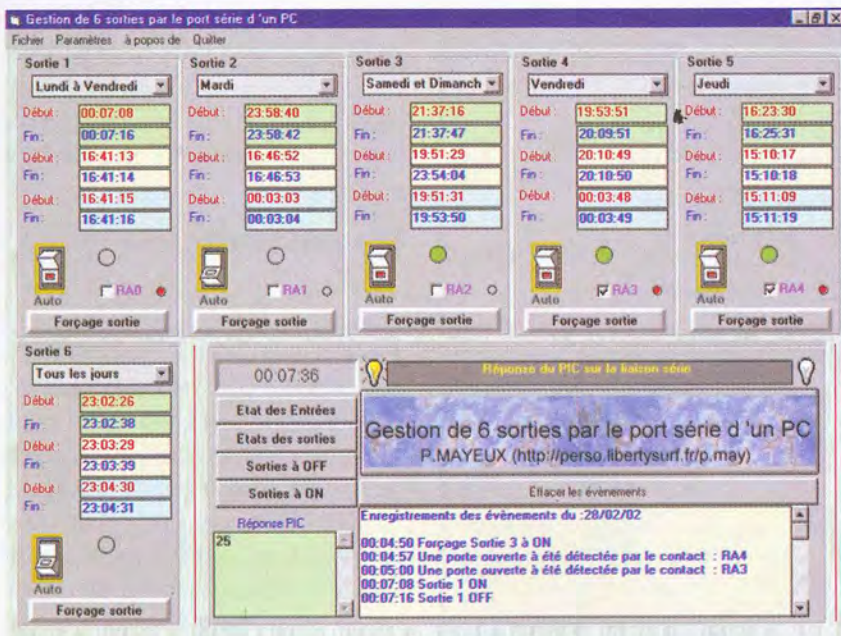 Gestion de 6 sorties par le port série d 'un PC
Fichier Paramètres à popos de Quitter
Sortie 1
Lundi à Vendredi
Début : 00:07:08
Fin : 00:07:16
Début : 16:41:13
Fin : 16:41:14
Début : 16:41:15
Fin : 16:41:16
Auto
RA0
Forçage sortie
Sortie 2
Mardi
Début : 23:58:40
Fin : 23:58:42
Début : 16:46:52
Fin : 16:46:53
Début : 00:03:03
Fin : 00:03:04
Auto
RA1
Forçage sortie
Sortie 3
Samedi et Dimanch
Début : 21:37:16
Fin : 21:37:47
Début : 19:51:29
Fin : 23:54:04
Début : 19:51:31
Fin : 19:53:50
Auto
RA2
Forçage sortie
Sortie 4
Vendredi
Début : 19:53:51
Fin : 20:09:51
Début : 20:10:49
Fin : 20:10:50
Début : 00:03:48
Fin : 00:03:49
Auto
RA3
Forçage sortie
Sortie 5
Jeudi
Début : 16:23:30
Fin : 16:25:31
Début : 15:10:17
Fin : 15:10:18
Début : 15:11:09
Fin : 15:11:19
Auto
RA4
Forçage sortie
Sortie 6
Tous les jours
Début : 23:02:26
Fin : 23:02:38
Début : 23:03:29
Fin : 23:03:39
Début : 23:04:30
Fin : 23:04:31
Auto
Forçage sortie
00:07:36
Etat des Entrées
Etats des sorties
Sorties à OFF
Sorties à ON
Réponse PIC
25
Réponse du PIC sur la liaison série
Gestion de 6 sorties par le port série d 'un PC
P.MAYEUX (http://perso.libertysurf.fr/p.may)
Effacer les évènements
Enregistrements des évènements du :28/02/02
00:04:50 Forçage Sortie 3 à ON
00:04:57 Une porte ouverte à été détectée par le contact : RA4
00:05:00 Une porte ouverte à été détectée par le contact : RA3
00:07:08 Sortie 1 ON
00:07:16 Sortie 1 OFF